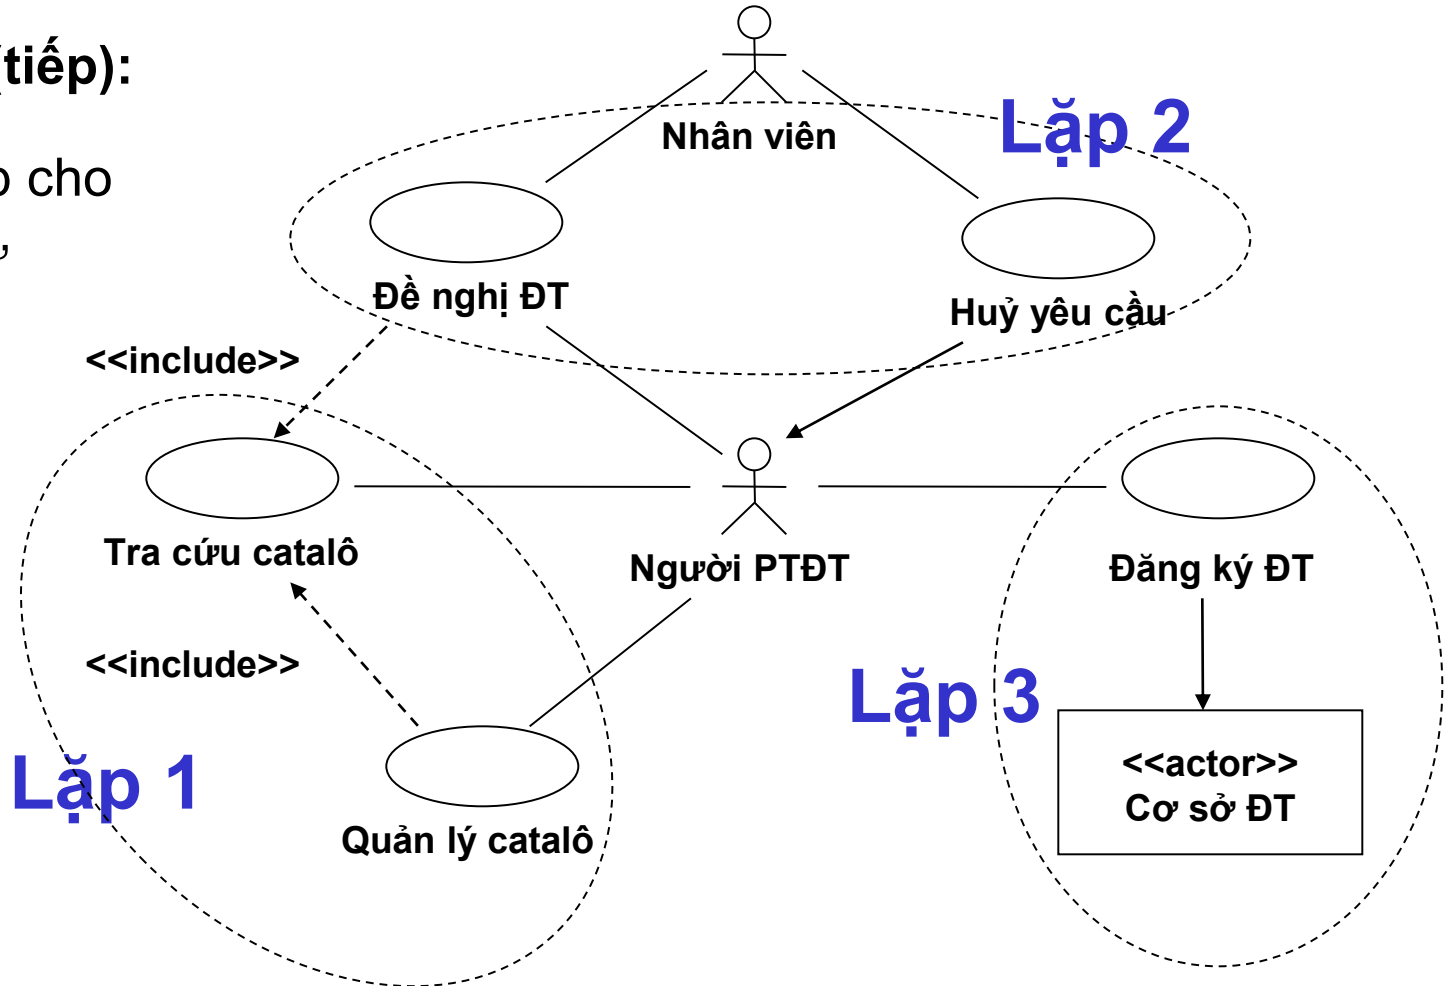 (tiếp):
cho
Nhân viên
Lặp 2
Đề nghị ĐT
Huỷ yêu cầu
<<include>>
Tra cứu catalô
Người PTĐT
Đăng ký ĐT
<<include>>
Lặp 3
Lặp 1
<<actor>>
Cơ sở ĐT
Quản lý catalô